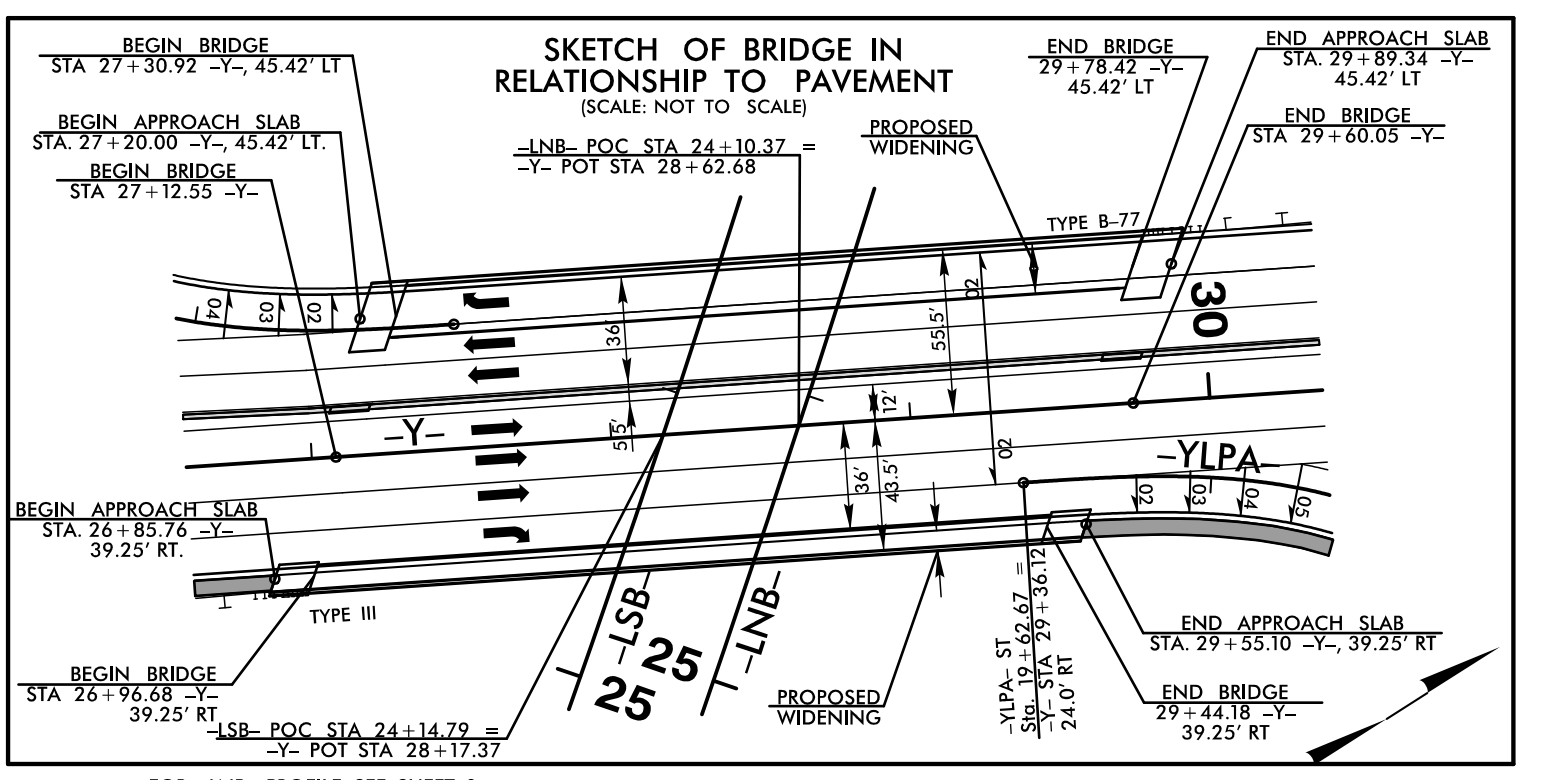 BEGIN BRIDGE
STA 27+30.92 –Y–, 45.42' LT
SKETCH OF BRIDGE IN
RELATIONSHIP TO PAVEMENT
(SCALE: NOT TO SCALE)
END BRIDGE
29+78.42 –Y–
45.42' LT
END APPROACH SLAB
STA. 29+89.34 –Y–
45.42' LT
BEGIN APPROACH SLAB
STA. 27+20.00 –Y–, 45.42' LT.
–LNB– POC STA 24+10.37 =
–Y– POT STA 28+62.68
PROPOSED
WIDENING
END BRIDGE
STA 29+60.05 –Y–
BEGIN BRIDGE
STA 27+12.55 –Y–
TYPE B–77
04
03
02
02
30
36'
55.5'
12'
–Y–
5.5'
02
36'
43.5'
–YLPA–
02
03
04
05
BEGIN APPROACH SLAB
STA. 26+85.76 –Y–
39.25' RT.
TYPE III
–LSB–
25
–LNB–
25
–YLPA– ST
Sta. 19+62.67 =
–Y– STA 29+36.12
24.0' RT
END APPROACH SLAB
STA. 29+55.10 –Y–, 39.25' RT
BEGIN BRIDGE
STA 26+96.68 –Y–
39.25' RT
PROPOSED
WIDENING
END BRIDGE
29+44.18 –Y–
39.25' RT
–LSB– POC STA 24+14.79 =
–Y– POT STA 28+17.37